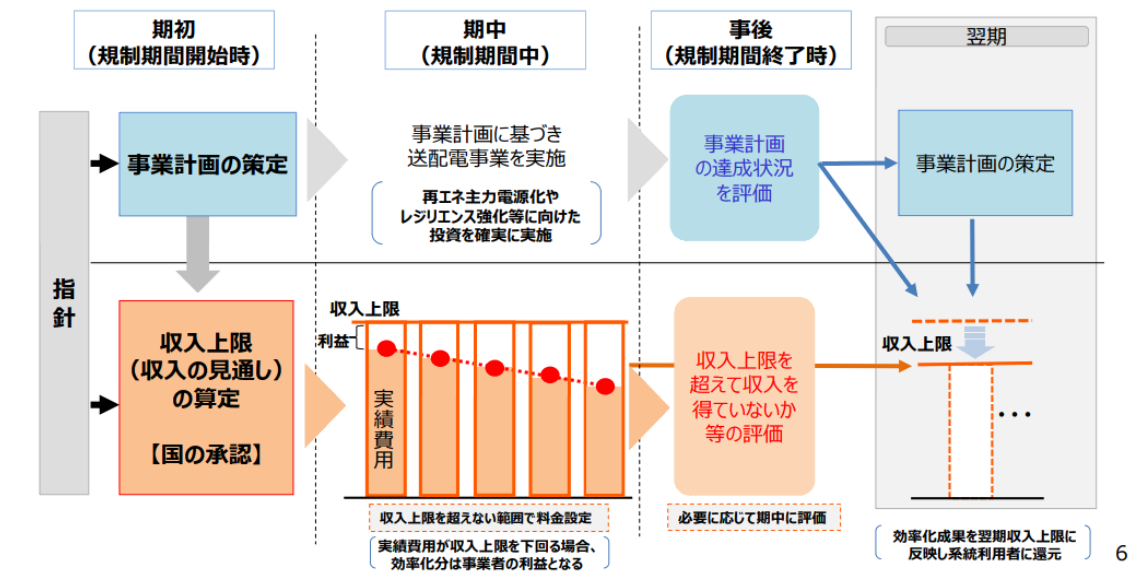 期初
（規制期間開始時）
期中
（規制期間中）
事後
（規制期間終了時）
翌期
指針
事業計画の策定
事業計画に基づき
送配電事業を実施
再エネ主力電源化や
レジリエンス強化等に向けた
投資を確実に実施
事業計画
の達成状況
を評価
事業計画の策定
収入上限
（収入の見通し）
の算定
【国の承認】
収入上限
利益
実績費用
収入上限を超えない範囲で料金設定
実績費用が収入上限を下回る場合、
効率化分は事業者の利益となる
収入上限を
超えて収入を
得ていないか
等の評価
必要に応じて期中に評価
収入上限
・・・
効率化成果を翌期収入上限に
反映し系統利用者に還元
6